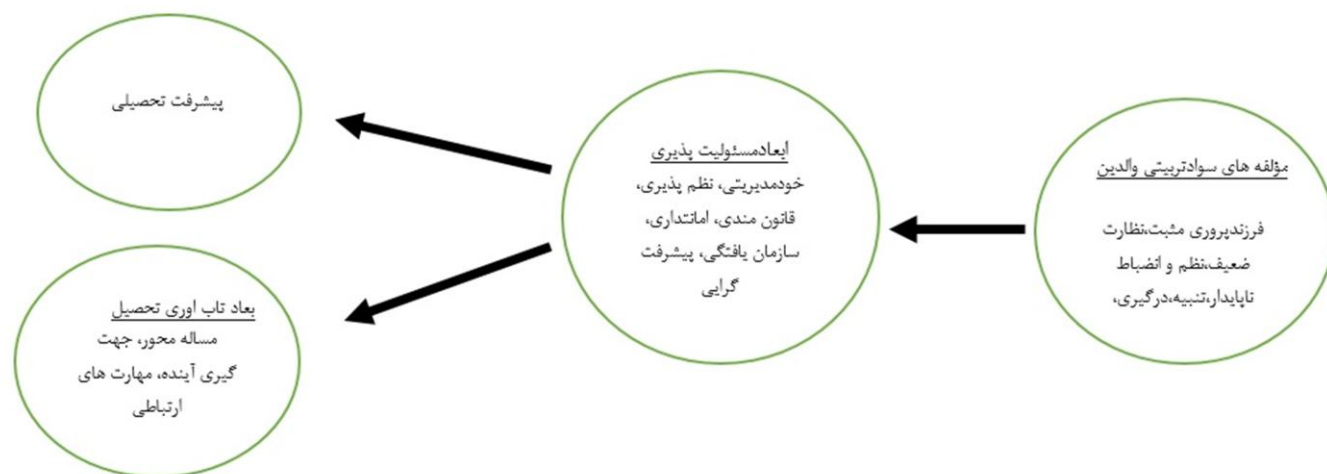 مؤلفه های سوادتربیتی والدین
فرزندپروری مثبت،نظارت
ضعیف،نظم و انضباط
ناپایدار،تنبیه،درگیری،
ابعادمسئولیت پذیری
خودمدیریتی، نظم پذیری،
قانون مندی، امانتداری،
سازمان یافتگی، پیشرفت
گرایی
پیشرفت تحصیلی
بعاد تاب اوری تحصیل
مساله محور، جهت
گیری آینده، مهارت های
ارتباطی